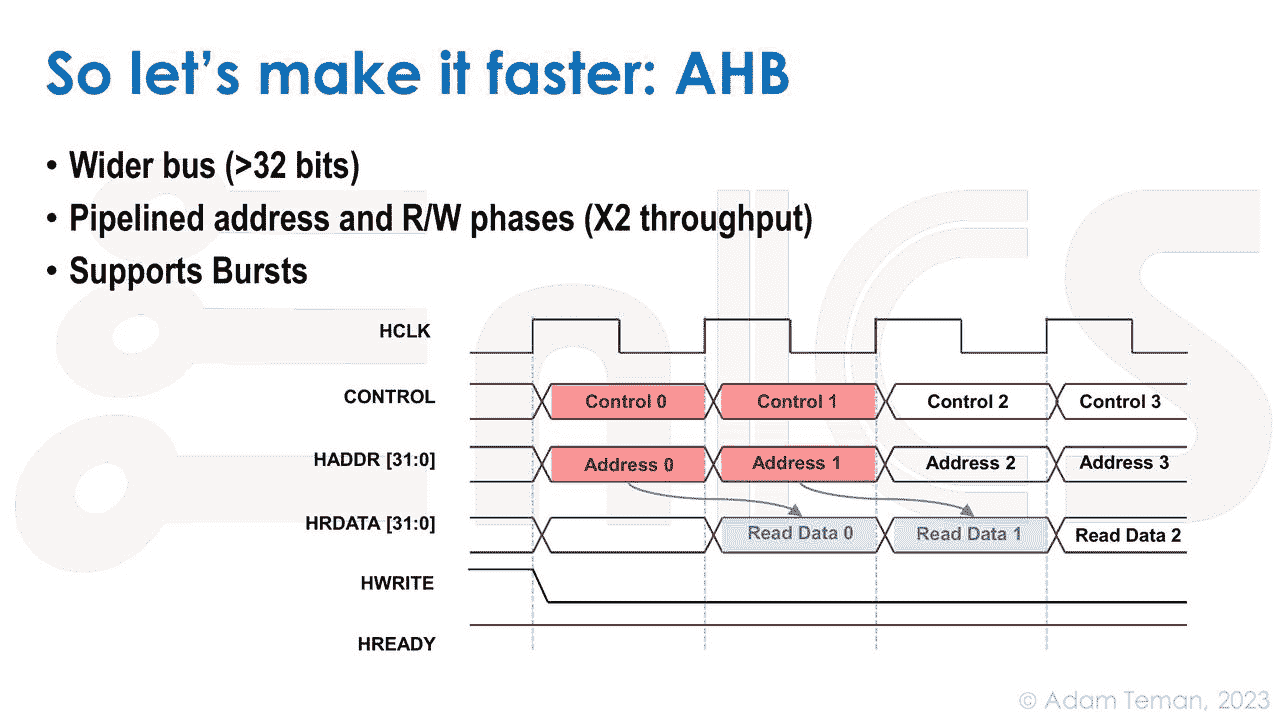 So let's make it faster: AHB
• Wider bus (>32 bits)
• Pipelined address and R/W phases (X2 throughput)
• Supports Bursts
HCLK
CONTROL Control 0 Control 1 Control 2 Control 3
HADDR [31:0] Address 0 Address 1 Address 2 Address 3
HRDATA [31:0] Read Data 0 Read Data 1 Read Data 2
HWRITE
HREADY
EnICS
© Adam Teman, 2023